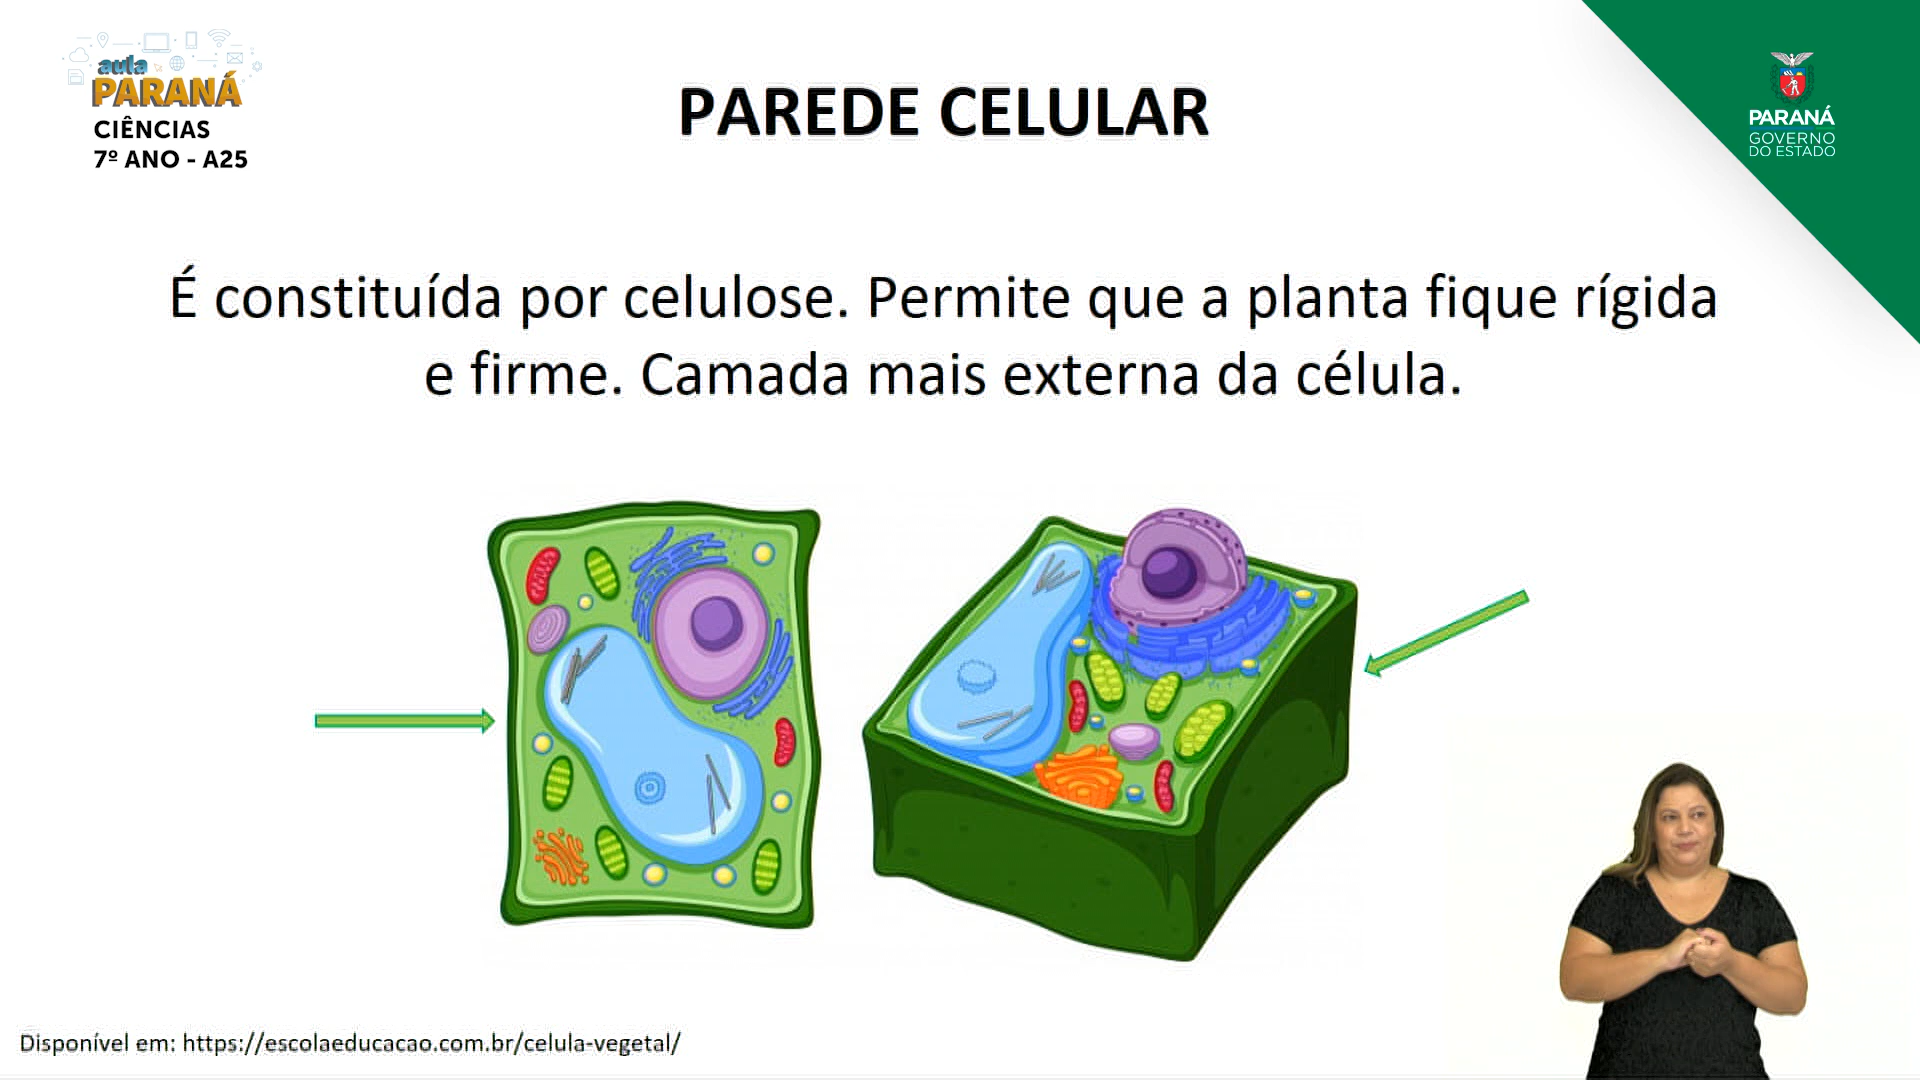 aula
PARANÁ
CIÊNCIAS
7º ANO - A25
PAREDE CELULAR
PARANÁ
GOVERNO
DO ESTADO
É constituída por celulose. Permite que a planta fique rígida
e firme. Camada mais externa da célula.
Disponível em: https://escolaeducacao.com.br/celula-vegetal/